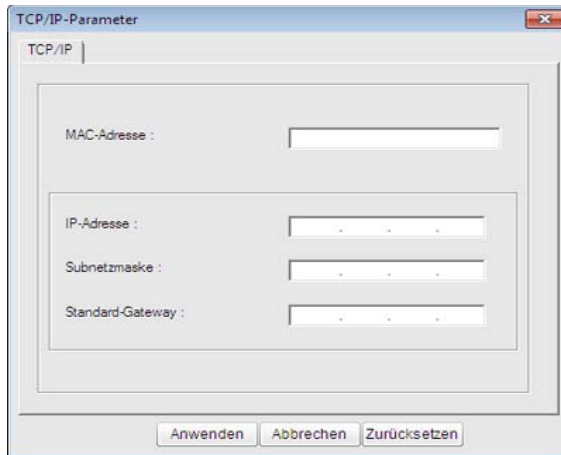 TCP/IP-Parameter
TCP/IP
MAC-Adresse :
IP-Adresse :
Subnetzmaske :
Standard-Gateway :
Anwenden Abbrechen Zurücksetzen